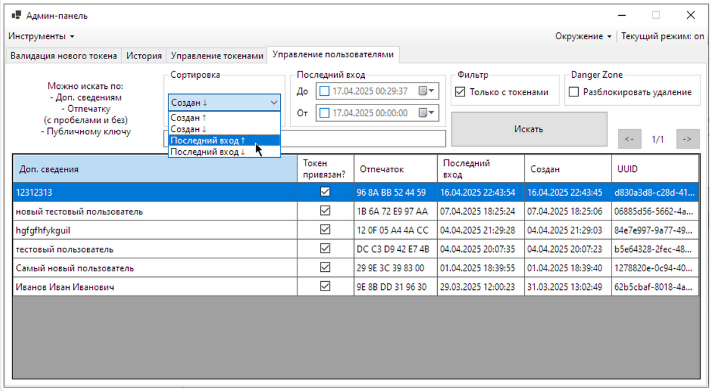 Админ-панель
Инструменты
Окружение
Текущий режим: on
Валидация нового токена
История
Управление токенами
Управление пользователями
Можно искать по:
- Доп. сведениям
- Отпечатку
(с пробелами и без)
- Публичному ключу
Сортировка
Создан ↓
Создан ↑
Создан ↓
Последний вход ↑
Последний вход ↓
Последний вход
До 17.04.2025 00:29:37
От 17.04.2025 00:00:00
Фильтр
Только с токенами
Danger Zone
Разблокировать удаление
Искать
<- 1/1 ->
Доп. сведения Токен привязан? Отпечаток Последний вход Создан UUID
12312313 96 8A BB 52 44 59 16.04.2025 22:43:54 16.04.2025 22:43:45 d830a3d8-c28d-41...
новый тестовый пользователь 1B 6A 72 E9 97 AA 07.04.2025 18:25:24 07.04.2025 18:25:06 06885d56-5662-4a...
hgfgfhfykguil 12 0F 05 A4 4A CC 04.04.2025 21:29:28 04.04.2025 21:29:03 84e7e997-9a77-49...
тестовый пользователь DC C3 D9 42 E7 4B 04.04.2025 20:07:35 04.04.2025 20:07:23 b5e64328-2fec-48...
Самый новый пользователь 29 9E 3C 39 83 00 01.04.2025 18:39:55 01.04.2025 18:39:40 1278820e-0c94-40...
Иванов Иван Иванович 9E 8B DD 31 96 30 29.03.2025 12:00:23 31.03.2025 13:02:49 62b5cbaf-8018-4a...